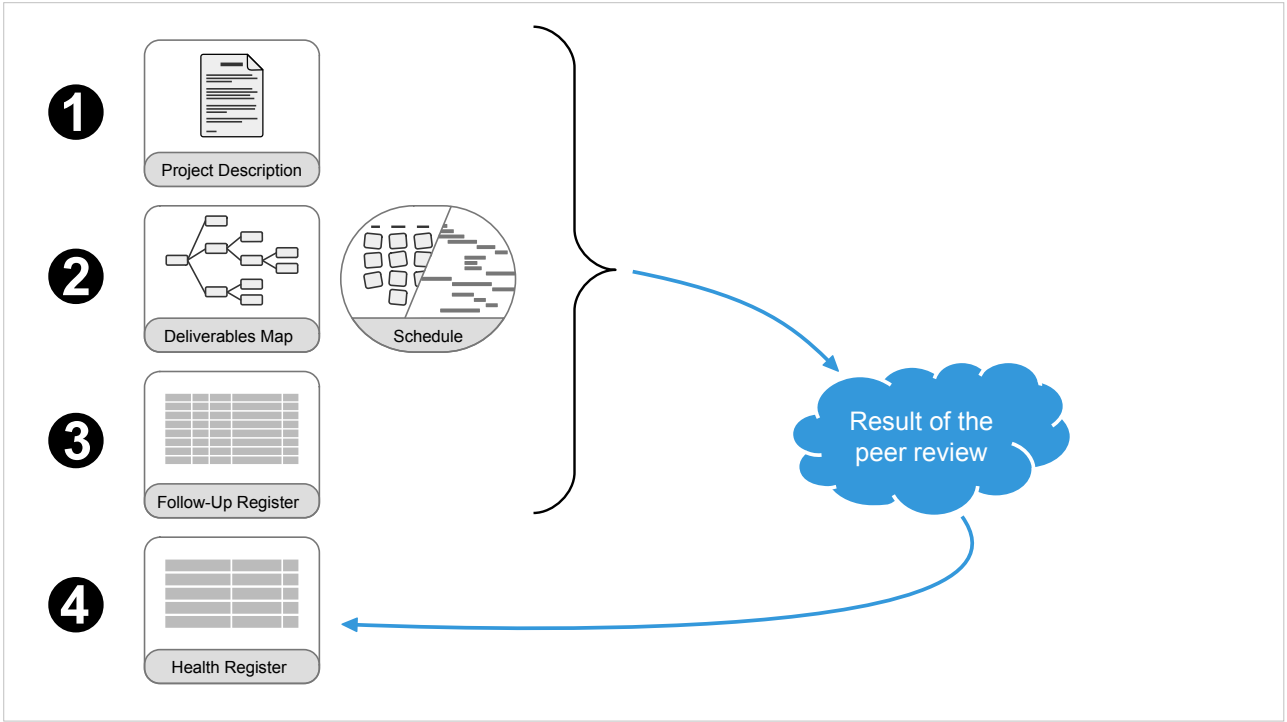 1
Project Description
2
Deliverables Map
Schedule
3
Follow-Up Register
Result of the
peer review
4
Health Register